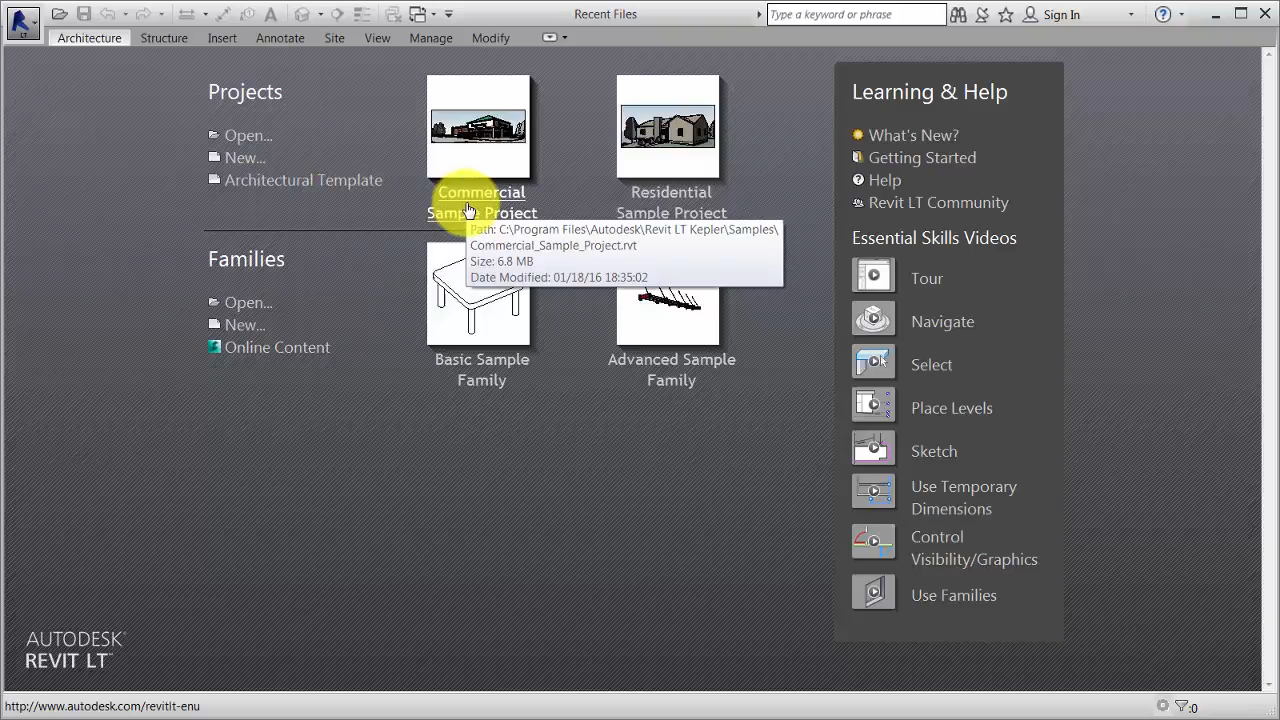 Recent Files
Type a keyword or phrase
Sign In
LT
Architecture
Structure
Insert
Annotate
Site
View
Manage
Modify
Projects
Open...
New...
Architectural Template
Commercial
Sample Project
Residential
Sample Project
Path: C:\Program Files\Autodesk\Revit LT Kepler\Samples\
Commercial_Sample_Project.rvt
Size: 6.8 MB
Date Modified: 01/18/16 18:35:02
Families
Open...
New...
Online Content
Basic Sample
Family
Advanced Sample
Family
Learning & Help
What's New?
Getting Started
Help
Revit LT Community
Essential Skills Videos
Tour
Navigate
Select
Place Levels
Sketch
Use Temporary
Dimensions
Control
Visibility/Graphics
Use Families
AUTODESK®
REVIT LT™
http://www.autodesk.com/revitlt-enu
:0